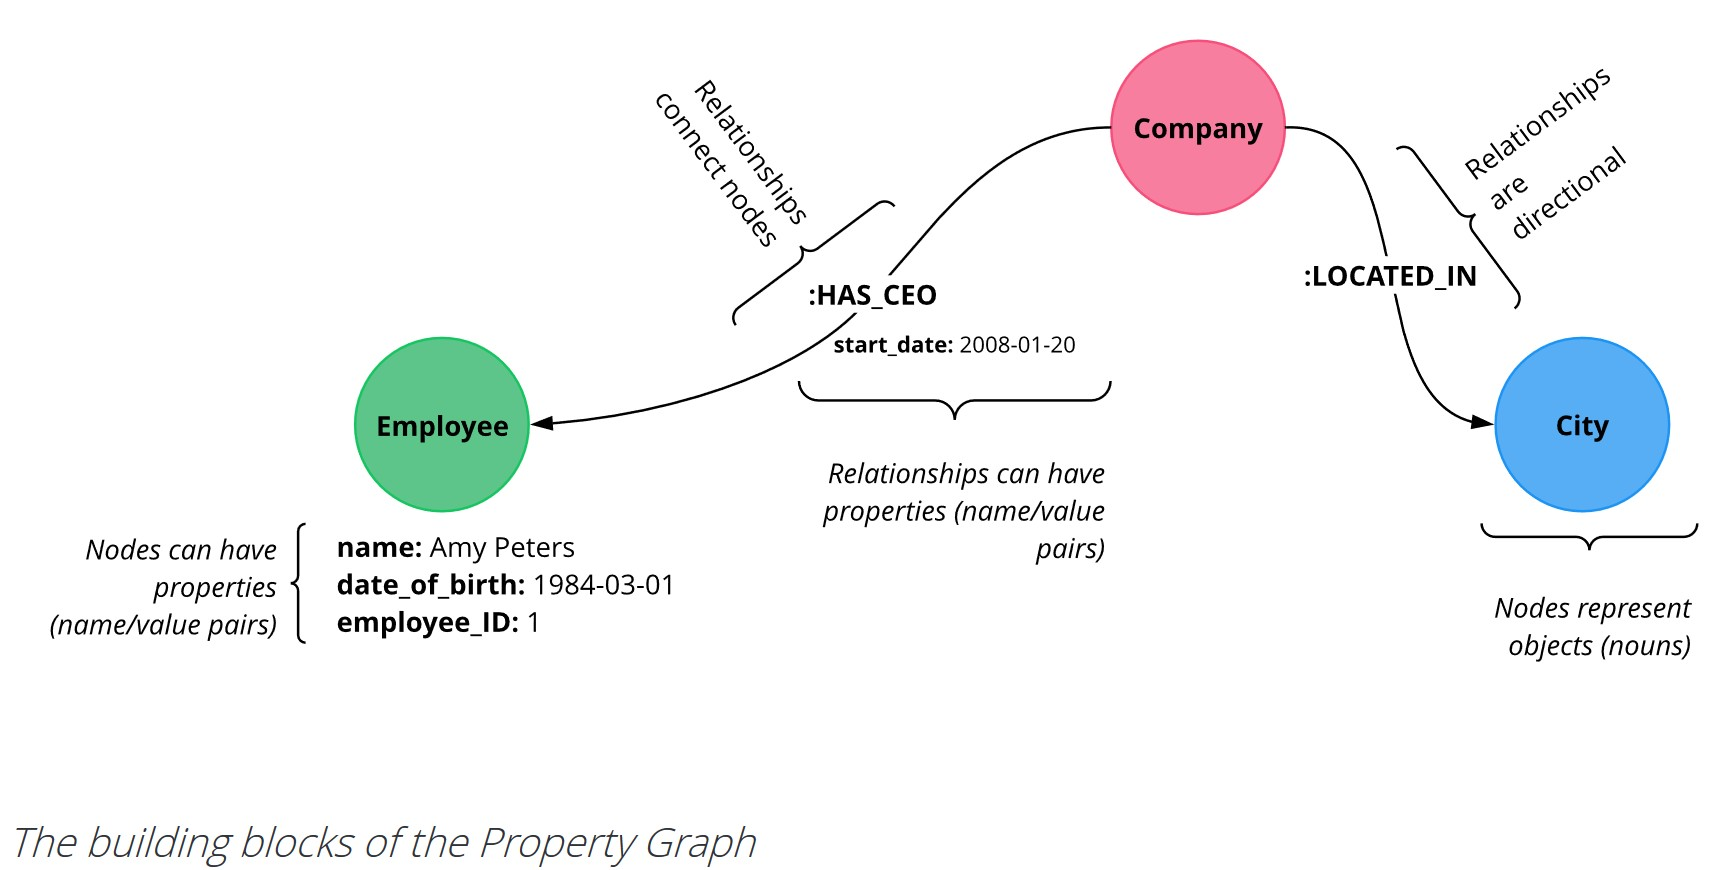 Company
Relationships
connect nodes
Relationships
are
directional
:HAS_CEO
start_date: 2008-01-20
:LOCATED_IN
Employee
City
Relationships can have
properties (name/value
pairs)
Nodes can have
properties
(name/value pairs)
name: Amy Peters
date_of_birth: 1984-03-01
employee_ID: 1
Nodes represent
objects (nouns)
The building blocks of the Property Graph